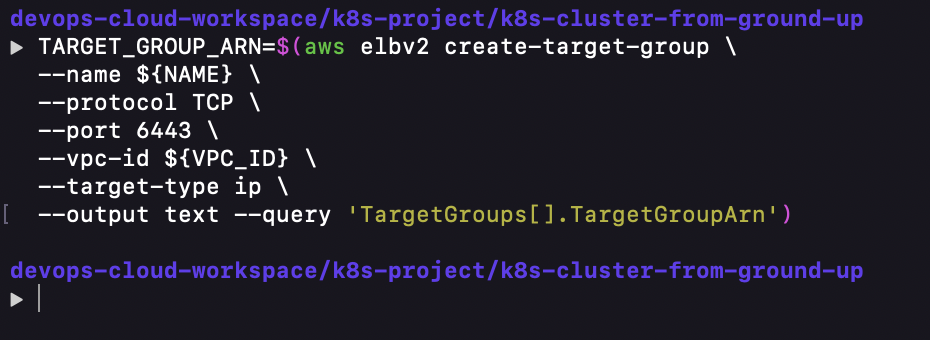 devops-cloud-workspace/k8s-project/k8s-cluster-from-ground-up
▶ TARGET_GROUP_ARN=$(aws elbv2 create-target-group \
--name ${NAME} \
--protocol TCP \
--port 6443 \
--vpc-id ${VPC_ID} \
--target-type ip \
[ --output text --query 'TargetGroups[].TargetGroupArn')
devops-cloud-workspace/k8s-project/k8s-cluster-from-ground-up
▶